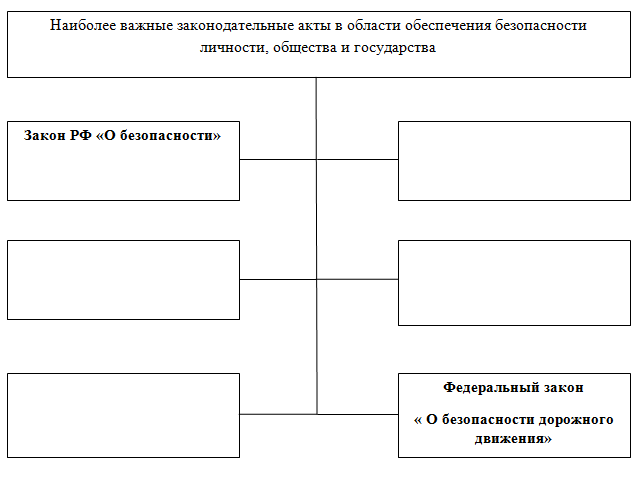 Наиболее важные законодательные акты в области обеспечения безопасности
личности, общества и государства
Закон РФ «О безопасности»
Федеральный закон
« О безопасности дорожного
движения»